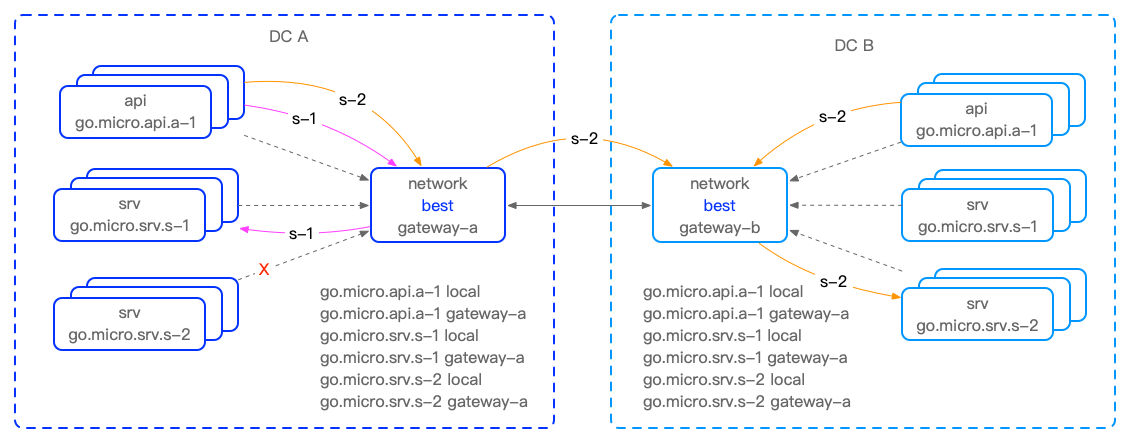 DC A
api
go.micro.api.a-1
s-2
s-1
srv
go.micro.srv.s-1
s-1
X
srv
go.micro.srv.s-2
network
best
gateway-a
go.micro.api.a-1 local
go.micro.api.a-1 gateway-a
go.micro.srv.s-1 local
go.micro.srv.s-1 gateway-a
go.micro.srv.s-2 local
go.micro.srv.s-2 gateway-a
s-2
DC B
s-2
api
go.micro.api.a-1
network
best
gateway-b
srv
go.micro.srv.s-1
s-2
srv
go.micro.srv.s-2
go.micro.api.a-1 local
go.micro.api.a-1 gateway-a
go.micro.srv.s-1 local
go.micro.srv.s-1 gateway-a
go.micro.srv.s-2 local
go.micro.srv.s-2 gateway-a